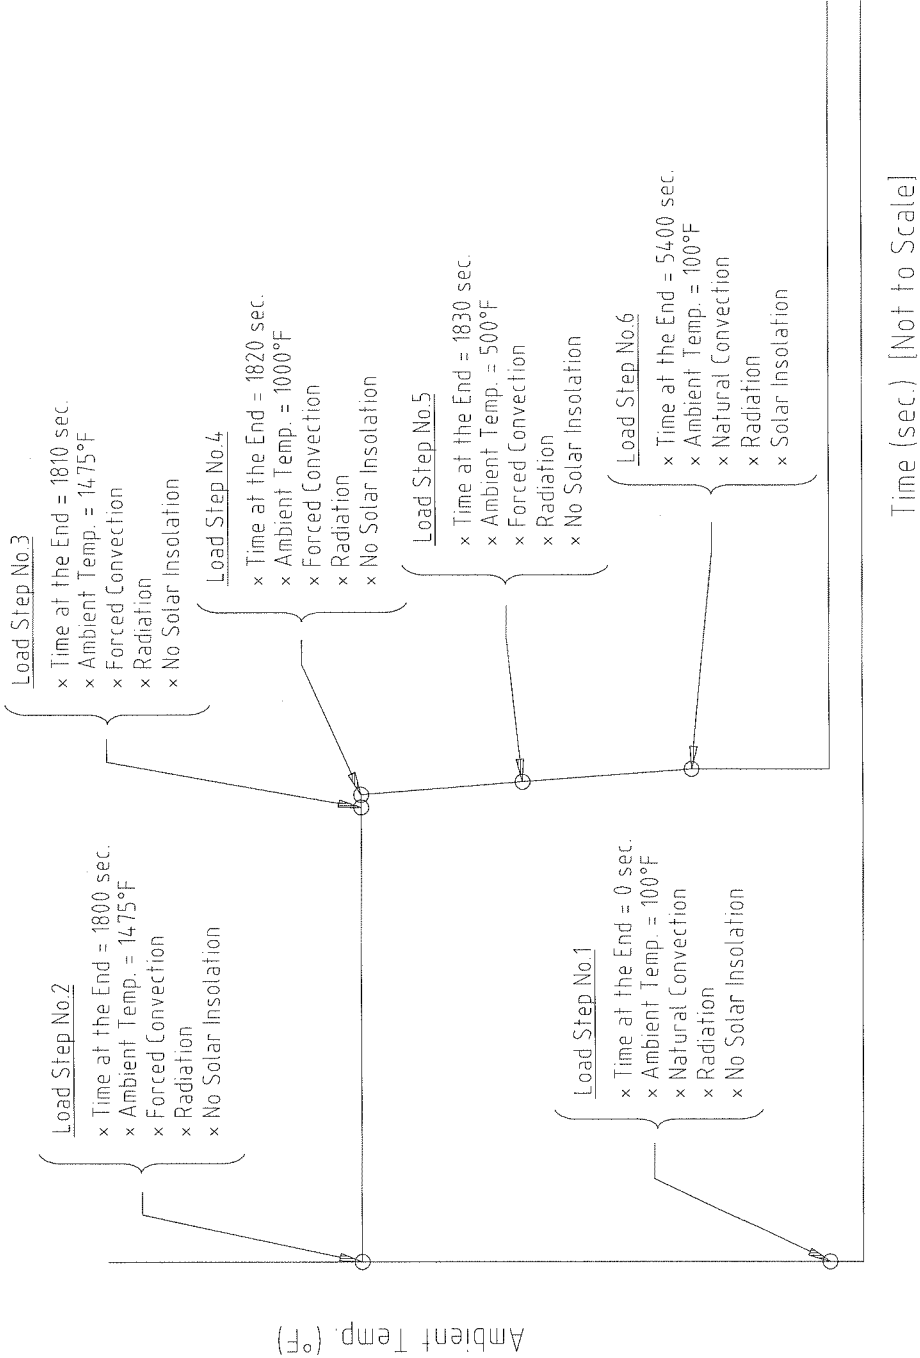 Load Step No.3
× Time at the End = 1810 sec.
× Ambient Temp. = 1475°F
× Forced Convection
× Radiation
× No Solar Insolation
Load Step No.2
× Time at the End = 1800 sec.
× Ambient Temp. = 1475°F
× Forced Convection
× Radiation
× No Solar Insolation
Load Step No.4
× Time at the End = 1820 sec.
× Ambient Temp. = 1000°F
× Forced Convection
× Radiation
× No Solar Insolation
Load Step No.5
× Time at the End = 1830 sec.
× Ambient Temp. = 500°F
× Forced Convection
× Radiation
× No Solar Insolation
Load Step No.1
× Time at the End = 0 sec.
× Ambient Temp. = 100°F
× Natural Convection
× Radiation
× No Solar Insolation
Load Step No.6
× Time at the End = 5400 sec.
× Ambient Temp. = 100°F
× Natural Convection
× Radiation
× Solar Insolation
Ambient Temp. (°F)
Time (sec.) [Not to Scale]